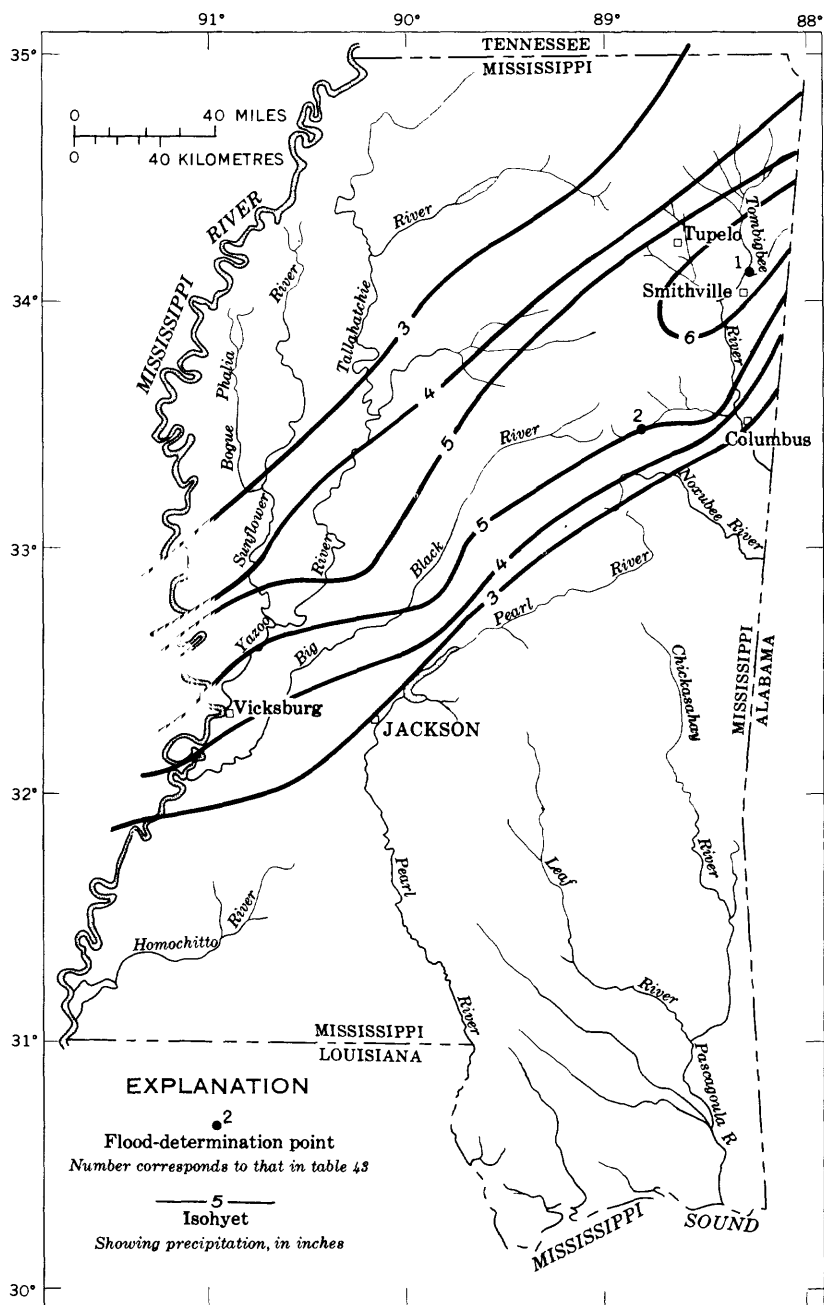 91° 90° 89° 88°
35°
TENNESSEE
MISSISSIPPI
0 40 MILES
0 40 KILOMETRES
MISSISSIPPI RIVER
River
Tallahatchie
River
River
Tombigbee
Tupelo
1
Smithville
34°
3
6
River
Bogue Phalia
4
2
5
River
Columbus
Sunflower
River
Black
5
Noxubee River
33°
4
River
3
Pearl
Yazoo
Big
Chickasahay
MISSISSIPPI
ALABAMA
Vicksburg
JACKSON
32°
Pearl
Leaf
River
River
Homochitto
River
River
31°
MISSISSIPPI
LOUISIANA
Pascagoula R
EXPLANATION
2
Flood-determination point
Number corresponds to that in table 43
5
Isohyet
Showing precipitation, in inches
MISSISSIPPI SOUND
30°